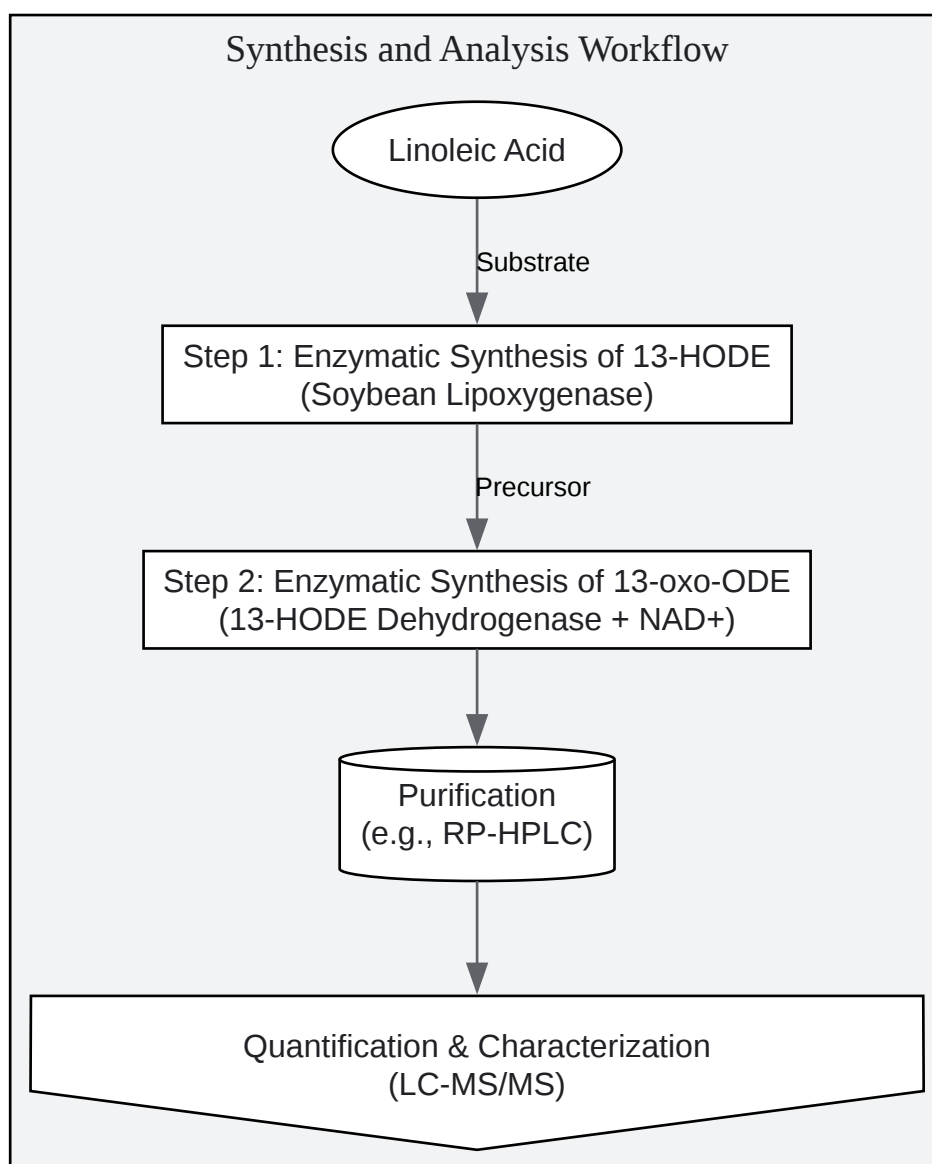 Synthesis and Analysis Workflow
Linoleic Acid
Substrate
Step 1: Enzymatic Synthesis of 13-HODE
(Soybean Lipoxygenase)
Precursor
Step 2: Enzymatic Synthesis of 13-oxo-ODE
(13-HODE Dehydrogenase + NAD+)
Purification
(e.g., RP-HPLC)
Quantification & Characterization
(LC-MS/MS)